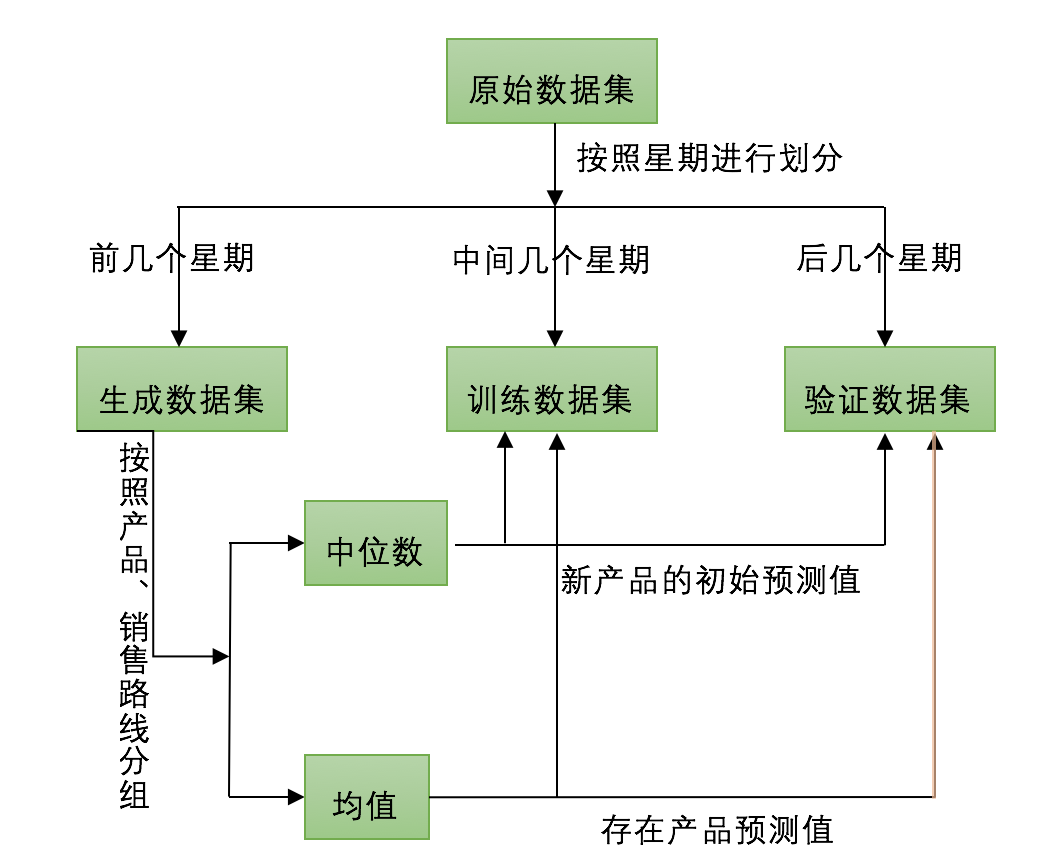 原始数据集
按照星期进行划分
前几个星期
中间几个星期
后几个星期
生成数据集
训练数据集
验证数据集
按照产品、销售路线分组
中位数
新产品的初始预测值
均值
存在产品预测值